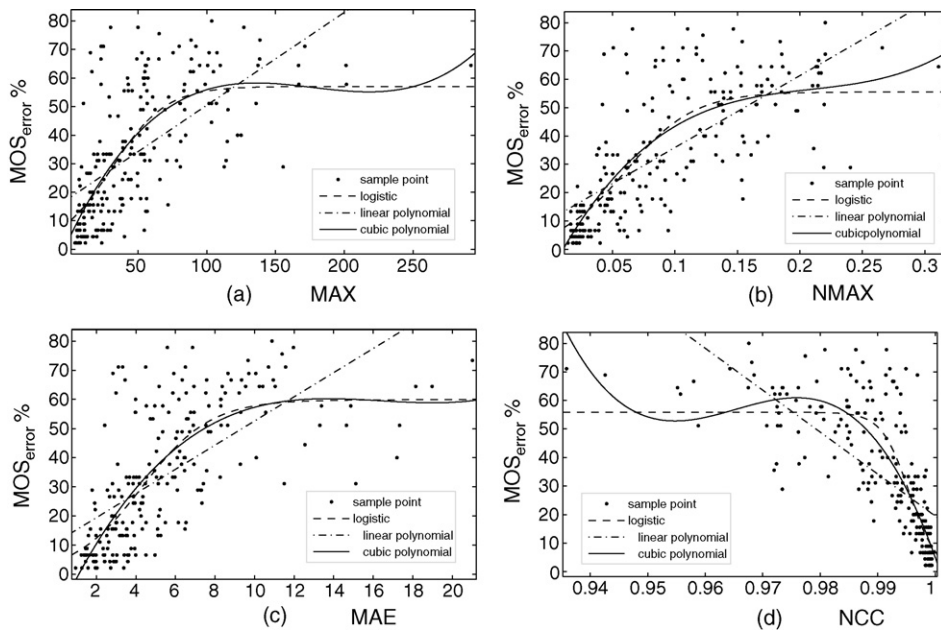 80
70
60
50
40
30
20
10
0
MOSerror %
sample point
logistic
linear polynomial
cubic polynomial
50 100 150 200 250
(a) MAX
80
70
60
50
40
30
20
10
0
MOSerror %
sample point
logistic
linear polynomial
cubicpolynomial
0.05 0.1 0.15 0.2 0.25 0.3
(b) NMAX
80
70
60
50
40
30
20
10
0
MOSerror %
sample point
logistic
linear polynomial
cubic polynomial
2 4 6 8 10 12 14 16 18 20
(c) MAE
80
70
60
50
40
30
20
10
0
MOSerror %
sample point
logistic
linear polynomial
cubic polynomial
0.94 0.95 0.96 0.97 0.98 0.99 1
(d) NCC